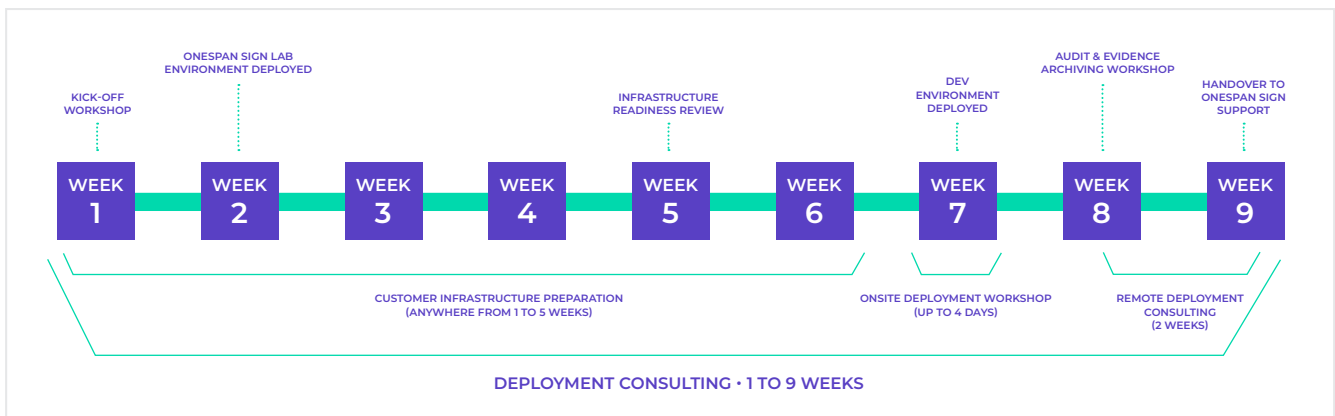 KICK-OFF
WORKSHOP
ONESPAN SIGN LAB
ENVIRONMENT DEPLOYED
INFRASTRUCTURE
READINESS REVIEW
DEV
ENVIRONMENT
DEPLOYED
AUDIT & EVIDENCE
ARCHIVING WORKSHOP
HANDOVER TO
ONESPAN SIGN
SUPPORT
WEEK
1
WEEK
2
WEEK
3
WEEK
4
WEEK
5
WEEK
6
WEEK
7
WEEK
8
WEEK
9
CUSTOMER INFRASTRUCTURE PREPARATION
(ANYWHERE FROM 1 TO 5 WEEKS)
ONSITE DEPLOYMENT WORKSHOP
(UP TO 4 DAYS)
REMOTE DEPLOYMENT
CONSULTING
(2 WEEKS)
DEPLOYMENT CONSULTING • 1 TO 9 WEEKS